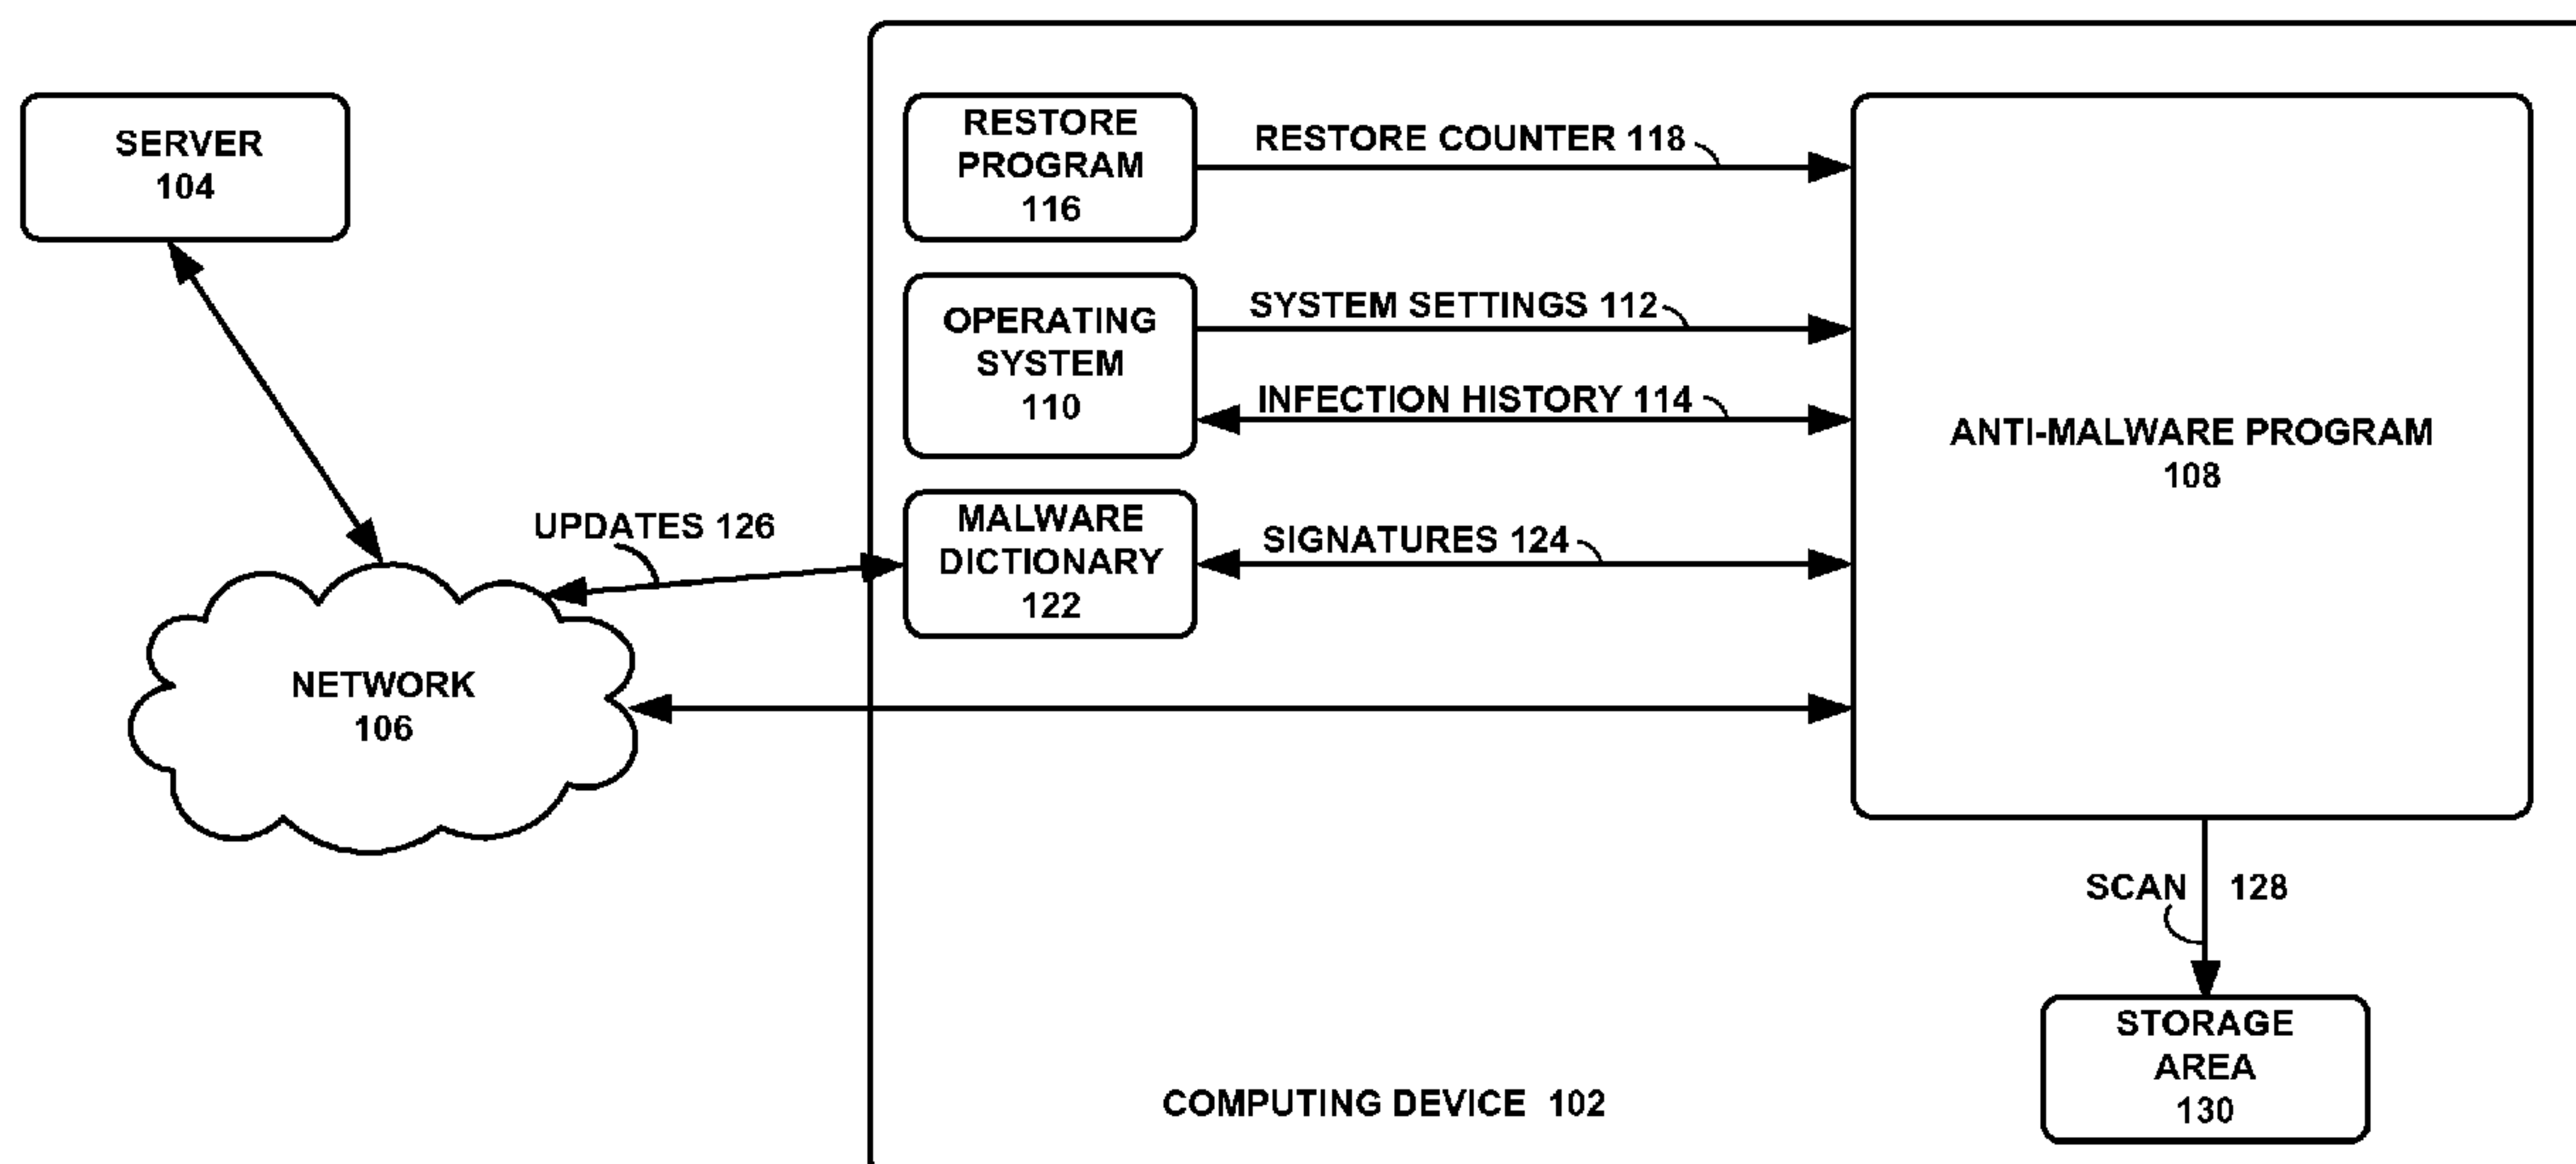 SERVER
104
RESTORE
PROGRAM
116
RESTORE COUNTER 118
OPERATING
SYSTEM
110
SYSTEM SETTINGS 112
INFECTION HISTORY 114
ANTI-MALWARE PROGRAM
108
UPDATES 126
MALWARE
DICTIONARY
122
SIGNATURES 124
NETWORK
106
SCAN 128
STORAGE
AREA
130
COMPUTING DEVICE 102